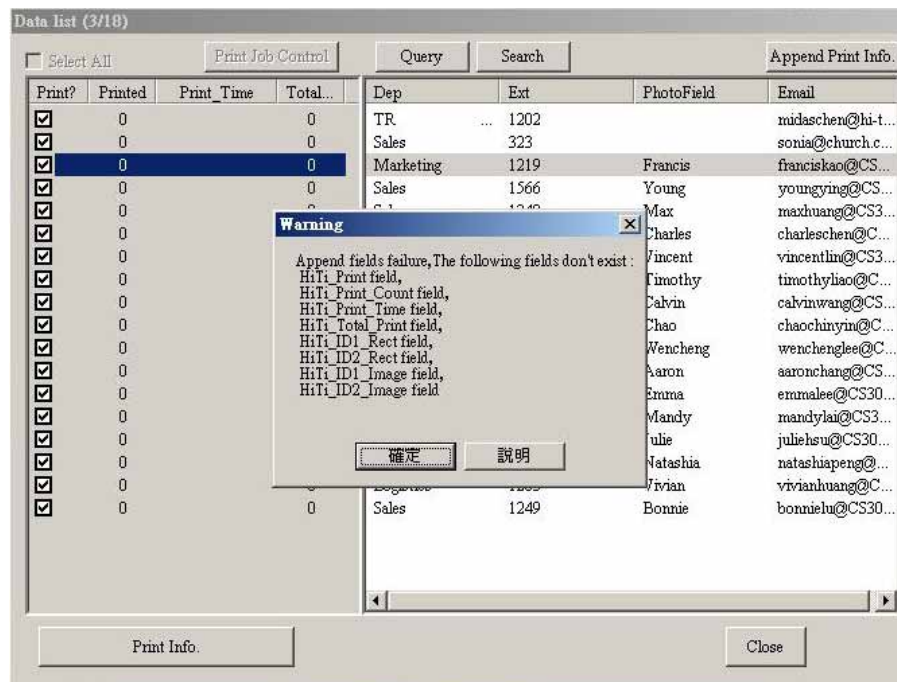 Data list (3/18)
Select All Print Job Control Query Search Append Print Info.
Print? Printed Print_Time Total... Dep Ext PhotoField Email
0 0 TR ... 1202 midaschen@hi-t...
0 0 Sales 323 sonia@church.c...
0 0 Marketing 1219 Francis franciskao@CS...
0 0 Sales 1566 Young youngying@CS...
0 Max maxhuang@CS3...
Warning
0 Charles charleschen@C...
0 Vincent vincentlin@CS3...
Append fields failure,The following fields don't exist :
HiTi_Print field,
HiTi_Print_Count field,
HiTi_Print_Time field,
HiTi_Total_Print field,
HiTi_ID1_Rect field,
HiTi_ID2_Rect field,
HiTi_ID1_Image field,
HiTi_ID2_Image field
0 Timothy timothyliao@C...
0 Calvin calvinwang@CS...
0 Chao chaochinyin@C...
0 Wencheng wenchenglee@C...
0 Aaron aaronchang@CS...
0 Emma emmalee@CS30...
0 Mandy mandylai@CS3...
0 Julie juliehsu@CS30...
確定 說明
0 Natashia natashiapeng@...
0 Vivian vivianhuang@C...
0 0 Sales 1249 Bonnie bonnielu@CS30...
Print Info. Close